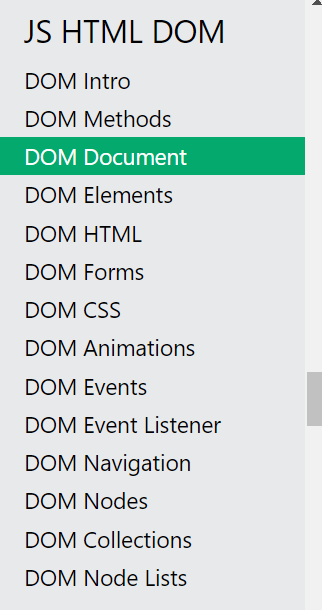 JS HTML DOM
DOM Intro
DOM Methods
DOM Document
DOM Elements
DOM HTML
DOM Forms
DOM CSS
DOM Animations
DOM Events
DOM Event Listener
DOM Navigation
DOM Nodes
DOM Collections
DOM Node Lists